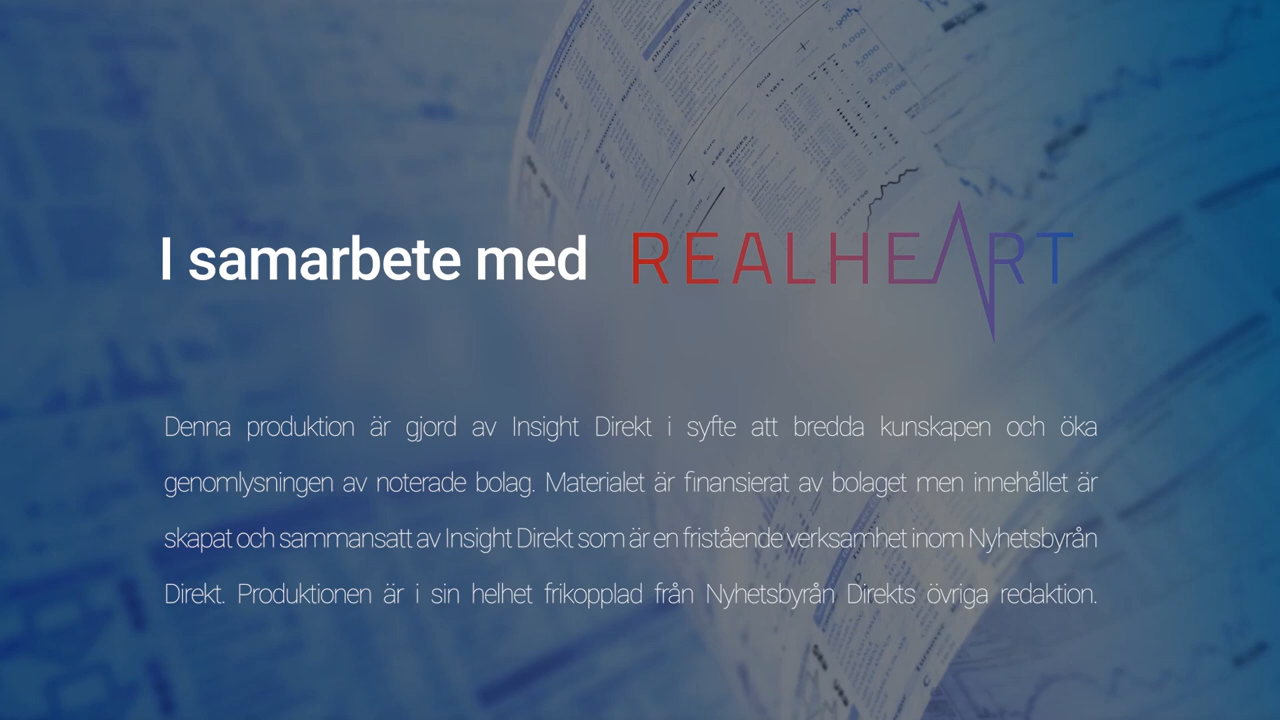 I samarbete med REALHEART
Denna produktion är gjord av Insight Direkt i syfte att bredda kunskapen och öka
genomlysningen av noterade bolag. Materialet är finansierat av bolaget men innehållet är
skapat och sammansatt av Insight Direkt som är en fristående verksamhet inom Nyhetsbyrån
Direkt. Produktionen är i sin helhet frikopplad från Nyhetsbyrån Direkts övriga redaktion.